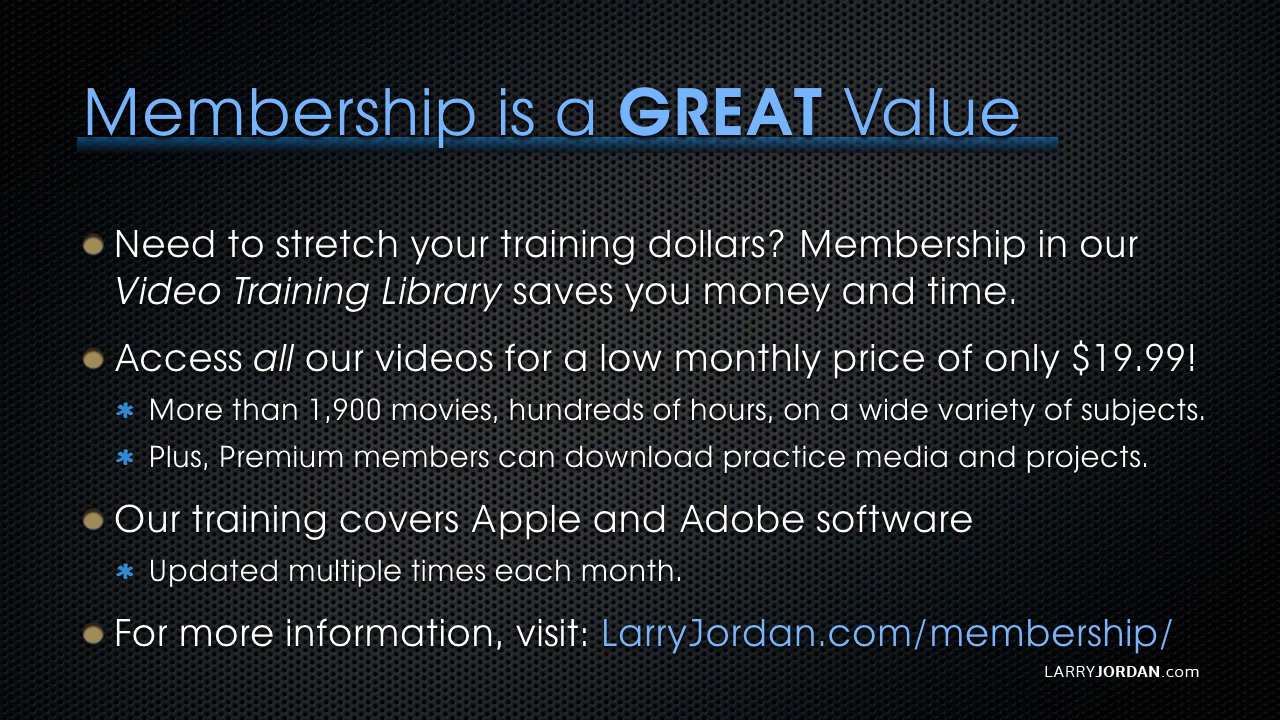 Membership is a GREAT Value
Need to stretch your training dollars? Membership in our
Video Training Library saves you money and time.
Access all our videos for a low monthly price of only $19.99!
More than 1,900 movies, hundreds of hours, on a wide variety of subjects.
Plus, Premium members can download practice media and projects.
Our training covers Apple and Adobe software
Updated multiple times each month.
For more information, visit: LarryJordan.com/membership/
LARRYJORDAN.com